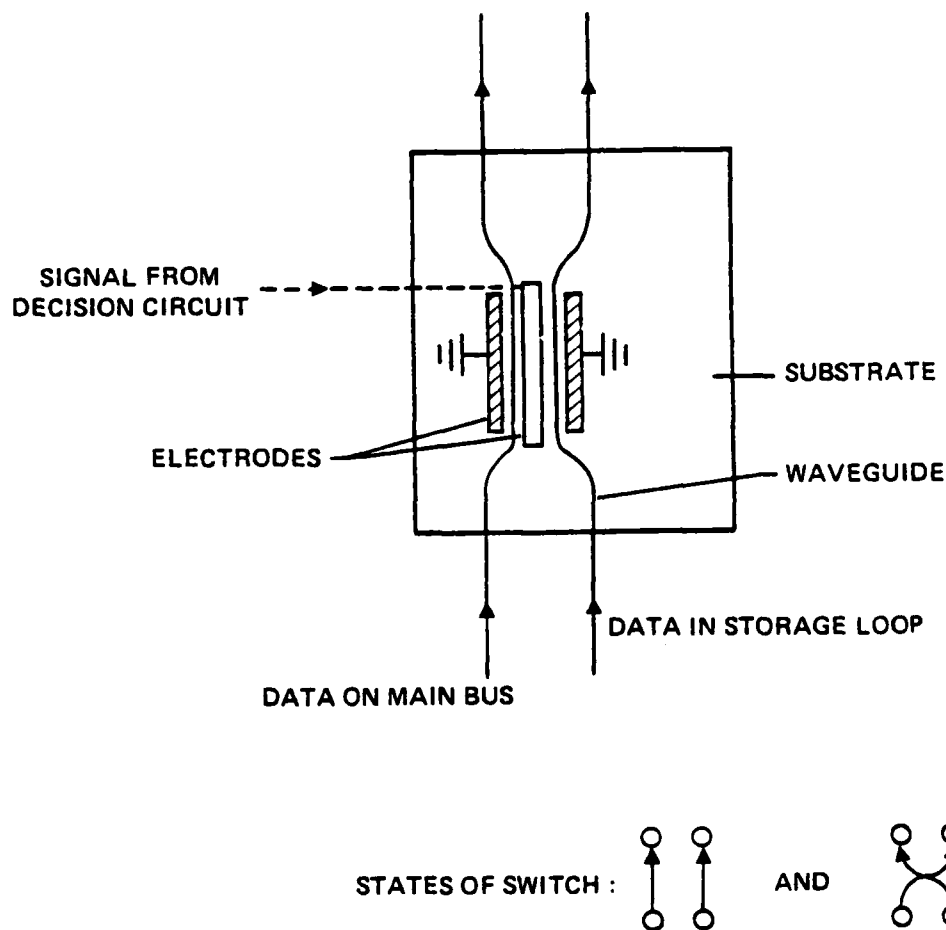 SIGNAL FROM
DECISION CIRCUIT
SUBSTRATE
ELECTRODES
WAVEGUIDE
DATA IN STORAGE LOOP
DATA ON MAIN BUS
STATES OF SWITCH :
AND